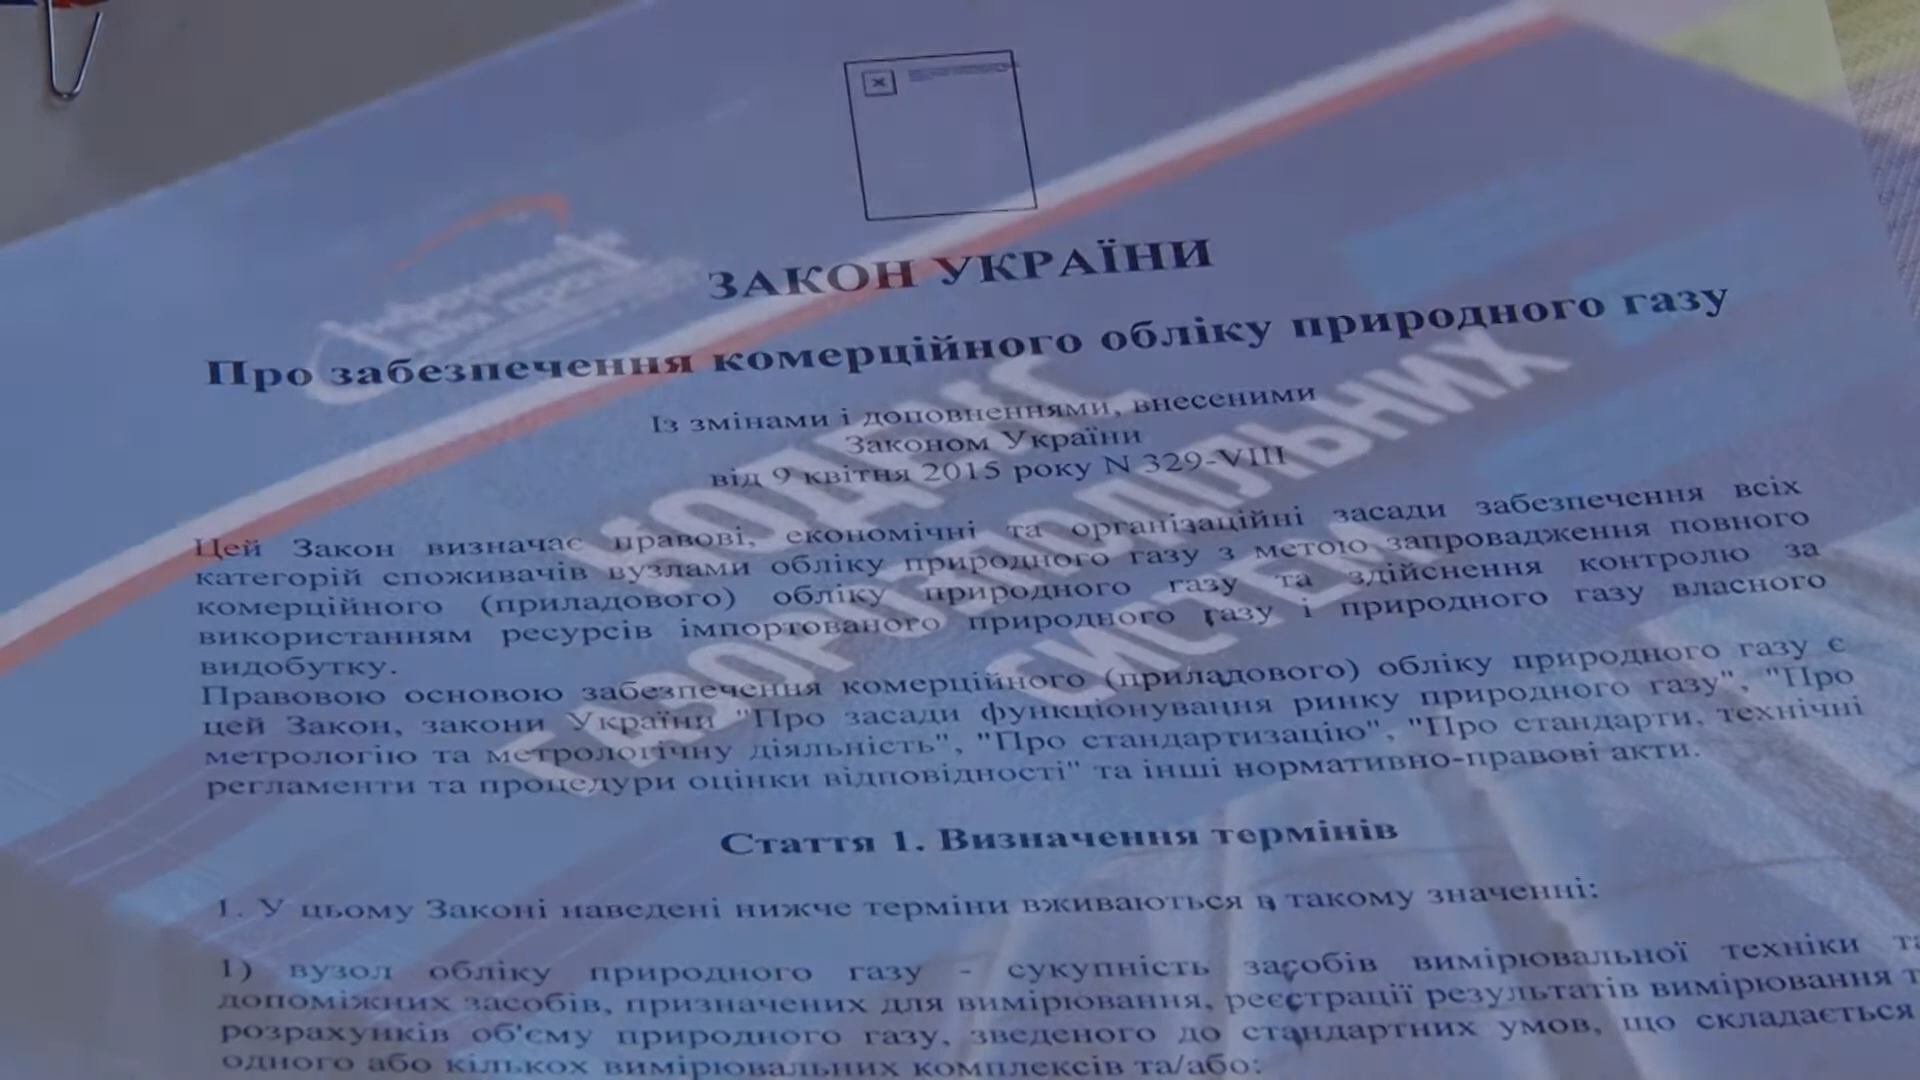 ЗАКОН УКРАЇНИ
Про забезпечення комерційного обліку природного газу
Із змінами і доповненнями, внесеними
Законом України
від 9 квітня 2015 року N 329-VIII
Цей Закон визначає правові, економічні та організаційні засади забезпечення всіх
категорій споживачів вузлами обліку природного газу з метою запровадження повного
комерційного (приладового) обліку природного газу та здійснення контролю за
використанням ресурсів імпортованого природного газу і природного газу власного
видобутку.
Правовою основою забезпечення комерційного (приладового) обліку природного газу є
цей Закон, закони України "Про засади функціонування ринку природного газу", "Про
метрологію та метрологічну діяльність", "Про стандартизацію", "Про стандарти, технічні
регламенти та процедури оцінки відповідності" та інші нормативно-правові акти.
Стаття 1. Визначення термінів
1. У цьому Законі наведені нижче терміни вживаються в такому значенні:
1) вузол обліку природного газу - сукупність засобів вимірювальної техніки та
допоміжних засобів, призначених для вимірювання, реєстрації результатів вимірювання т
розрахунків об'єму природного газу, зведеного до стандартних умов, що складається
одного або кількох вимірювальних комплексів та/або:
КОДЕКС
ГАЗОРОЗПОДІЛЬНИХ
СИСТЕМ